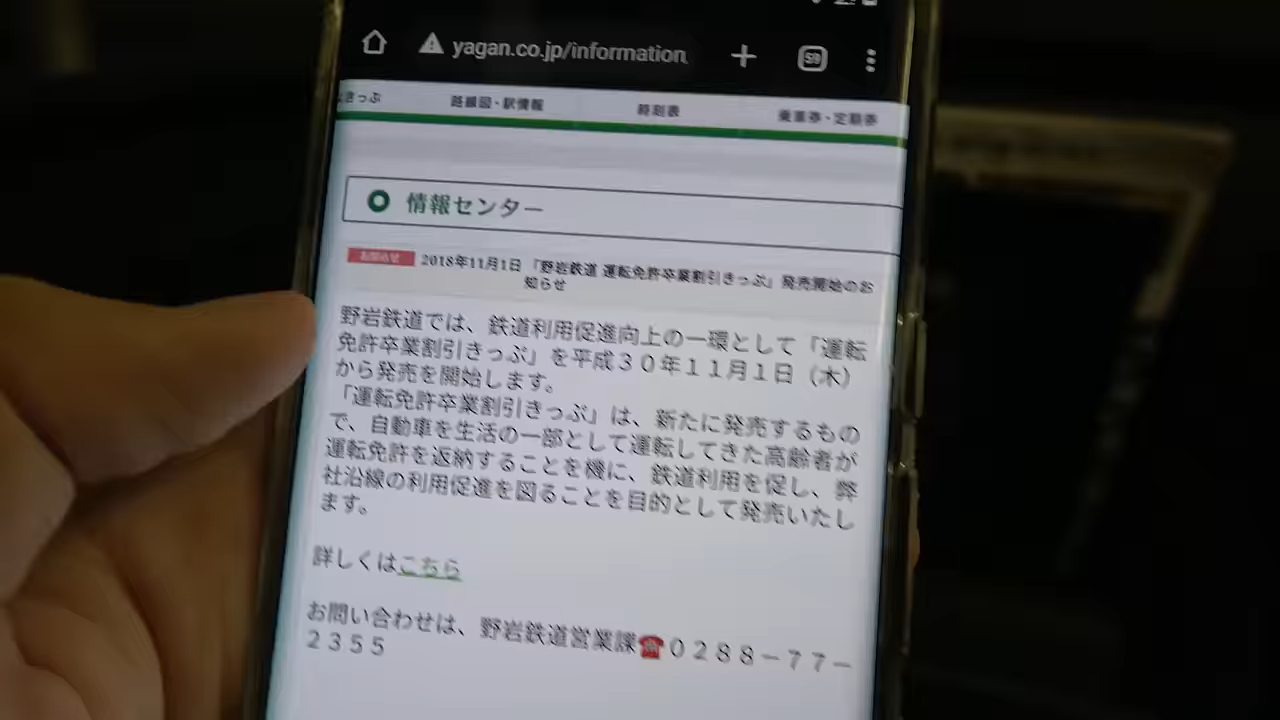 yagan.co.jp/information
59
きっぷ 路線図・駅情報 時刻表 乗車券・定期券
情報センター
お知らせ 2018年11月1日 「野岩鉄道 運転免許卒業割引きっぷ」発売開始のお
知らせ
野岩鉄道では、鉄道利用促進向上の一環として「運転
免許卒業割引きっぷ」を平成３０年１１月１日（木）
から発売を開始します。
「運転免許卒業割引きっぷ」は、新たに発売するもの
で、自動車を生活の一部として運転してきた高齢者が
運転免許を返納することを機に、鉄道利用を促し、弊
社沿線の利用促進を図ることを目的として発売いたし
ます。
詳しくはこちら
お問い合わせは、野岩鉄道営業課☎０２８８－７７－
２３５５